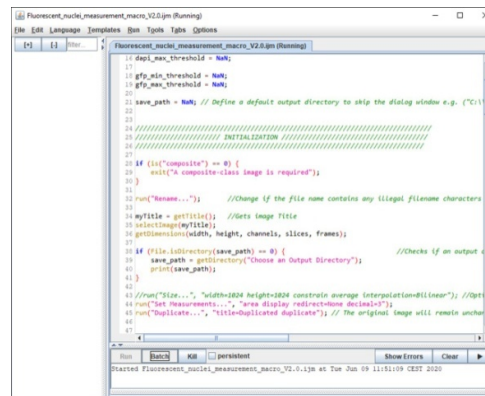 Fluorescent_nuclei_measurement_macro_V2.0.ijm (Running)
File Edit Language Templates Run Tools Tabs Options
[+] [-] filter...
Fluorescent_nuclei_measurement_macro_V2.0.ijm (Running)
16 dapi_max_threshold = NaN;
17
18 gfp_min_threshold = NaN;
19 gfp_max_threshold = NaN;
20
21 save_path = NaN; // Define a default output directory to skip the dialog window e.g. ("C:\
22
23
24 ////////////////////////////////////////////////////////////////////////////
25 ////////////////////// INITIALIZATION //////////////////////////////////////
26 ////////////////////////////////////////////////////////////////////////////
27
28 if (is("composite") == 0) {
29 exit("A composite-class image is required");
30 }
31
32 run("Rename..."); //Change if the file name contains any illegal filename characters
33
34 myTitle = getTitle(); //Gets image Title
35 selectImage(myTitle);
36 getDimensions(width, height, channels, slices, frames);
37
38 if (File.isDirectory(save_path) == 0) { //Checks if an output
39 save_path = getDirectory("Choose an Output Directory");
40 print(save_path);
41 }
42
43 //run("Size...", "width=1024 height=1024 constrain average interpolation=Bilinear"); //Opt
44 run("Set Measurements...", "area display redirect=None decimal=3");
45 run("Duplicate...", "title=Duplicated duplicate"); // The original image will remain unchan
46
47
Run Batch Kill persistent Show Errors Clear
Started Fluorescent_nuclei_measurement_macro_V2.0.ijm at Tue Jun 09 11:51:09 CEST 2020